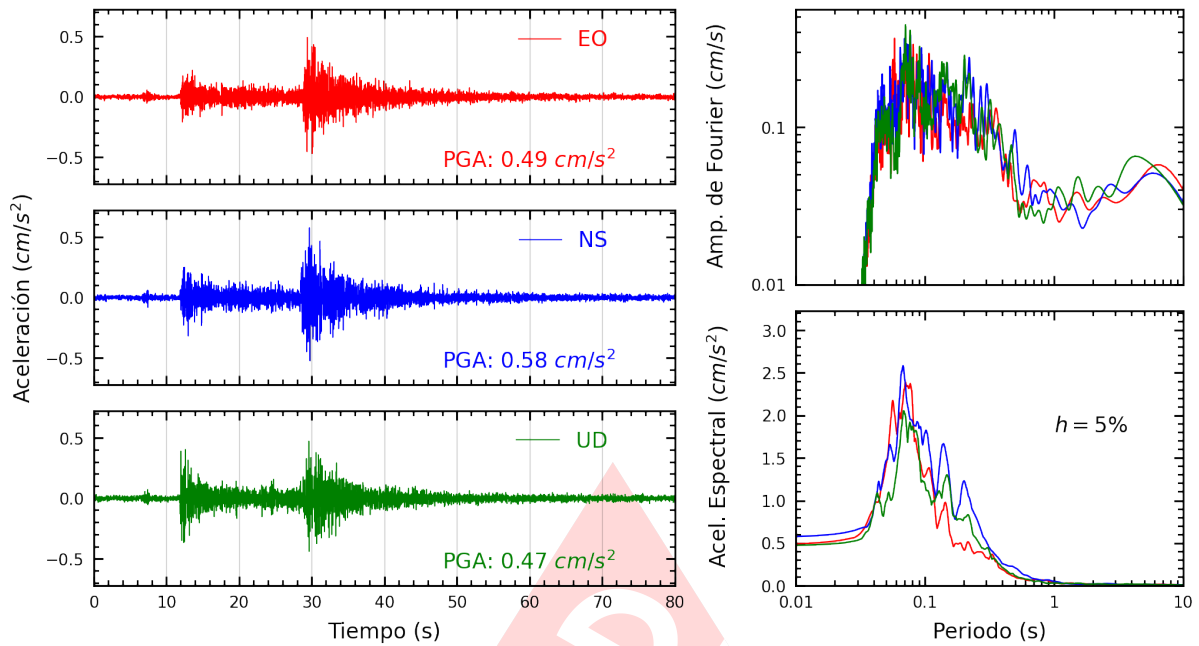 Aceleración (cm/s²)
0.5
0.0
−0.5
EO
PGA: 0.49 cm/s²
0.5
0.0
−0.5
NS
PGA: 0.58 cm/s²
0.5
0.0
−0.5
UD
PGA: 0.47 cm/s²
0 10 20 30 40 50 60 70 80
Tiempo (s)
Amp. de Fourier (cm/s)
0.1
0.01
Acel. Espectral (cm/s²)
3.0
2.5
2.0
1.5
1.0
0.5
0.0
h = 5%
0.01 0.1 1 10
Periodo (s)